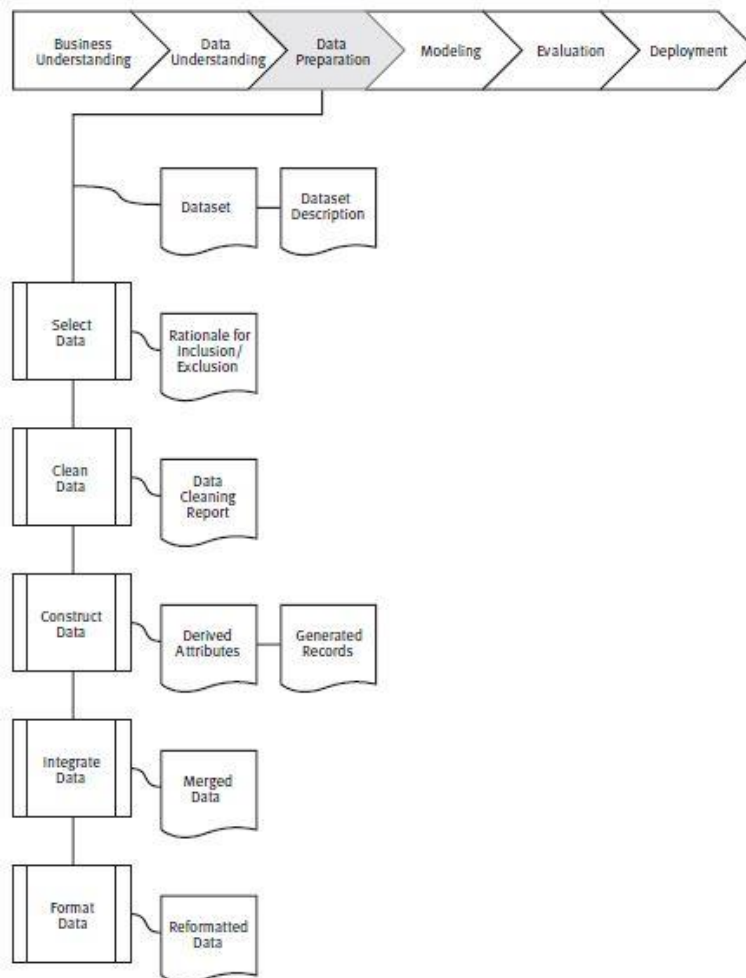 Business
Understanding
Data
Understanding
Data
Preparation
Modeling
Evaluation
Deployment
Dataset
Dataset
Description
Select
Data
Rationale for
Inclusion/
Exclusion
Clean
Data
Data
Cleaning
Report
Construct
Data
Derived
Attributes
Generated
Records
Integrate
Data
Merged
Data
Format
Data
Reformatted
Data